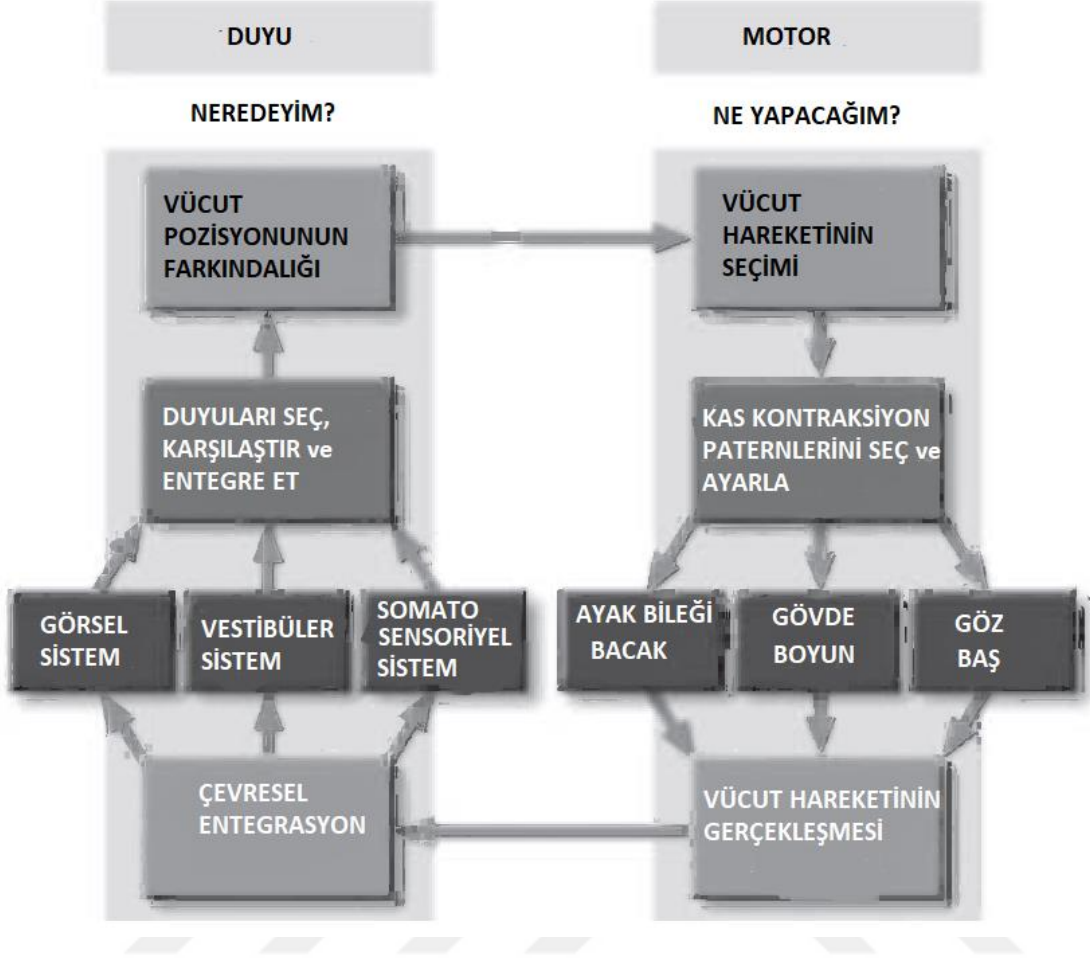 DUYU
NEREDEYİM?
VÜCUT
POZİSYONUNUN
FARKINDALIĞI
DUYULARI SEÇ,
KARŞILAŞTIR ve
ENTEGRE ET
GÖRSEL
SİSTEM
VESTİBÜLER
SİSTEM
SOMATO
SENSORİYEL
SİSTEM
ÇEVRESEL
ENTEGRASYON
MOTOR
NE YAPACAĞIM?
VÜCUT
HAREKETİNİN
SEÇİMİ
KAS KONTRAKSİYON
PATERNLERİNİ SEÇ ve
AYARLA
AYAK BİLEĞİ
BACAK
GÖVDE
BOYUN
GÖZ
BAŞ
VÜCUT HAREKETİNİN
GERÇEKLEŞMESİ